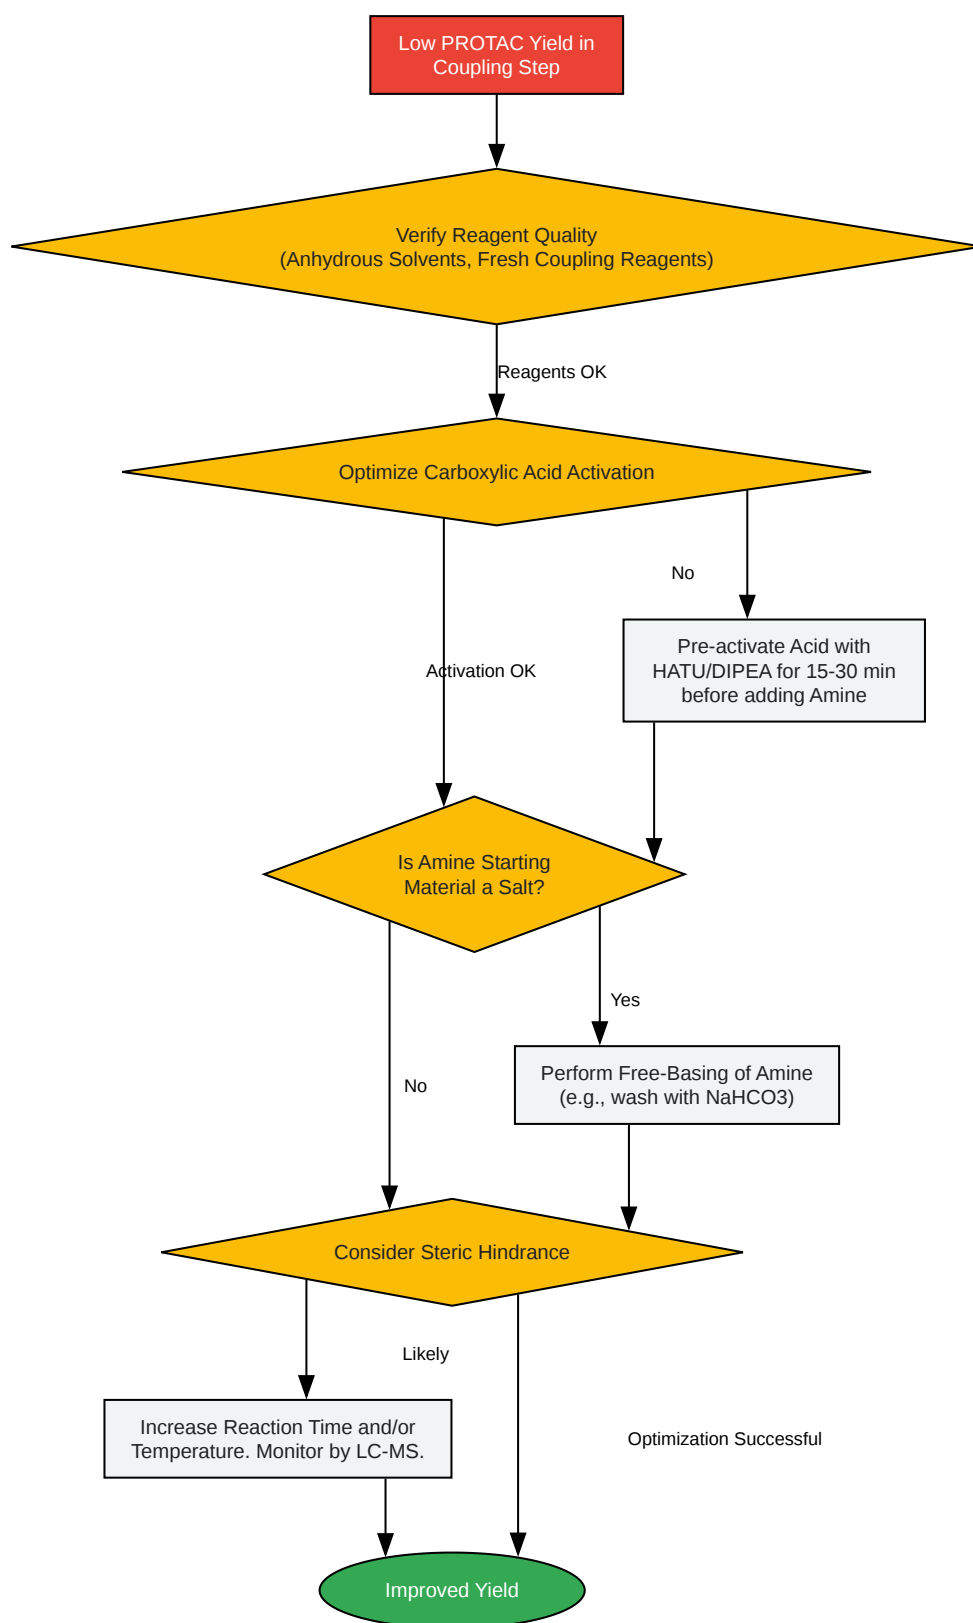 Low PROTAC Yield in
Coupling Step
Verify Reagent Quality
(Anhydrous Solvents, Fresh Coupling Reagents)
Reagents OK
Optimize Carboxylic Acid Activation
No
Pre-activate Acid with
HATU/DIPEA for 15-30 min
before adding Amine
Activation OK
Is Amine Starting
Material a Salt?
Yes
Perform Free-Basing of Amine
(e.g., wash with NaHCO3)
No
Consider Steric Hindrance
Likely
Increase Reaction Time and/or
Temperature. Monitor by LC-MS.
Optimization Successful
Improved Yield